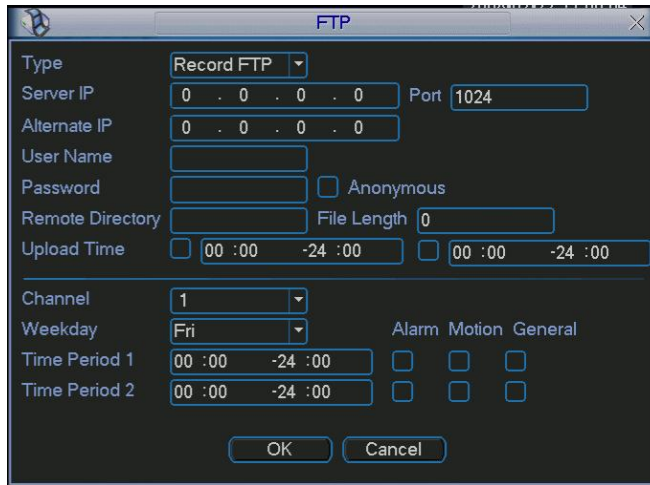 FTP
Type Record FTP
Server IP 0 . 0 . 0 . 0 Port 1024
Alternate IP 0 . 0 . 0 . 0
User Name
Password Anonymous
Remote Directory File Length 0
Upload Time 00 :00 -24 :00 00 :00 -24 :00
Channel 1
Weekday Fri Alarm Motion General
Time Period 1 00 :00 -24 :00
Time Period 2 00 :00 -24 :00
OK Cancel